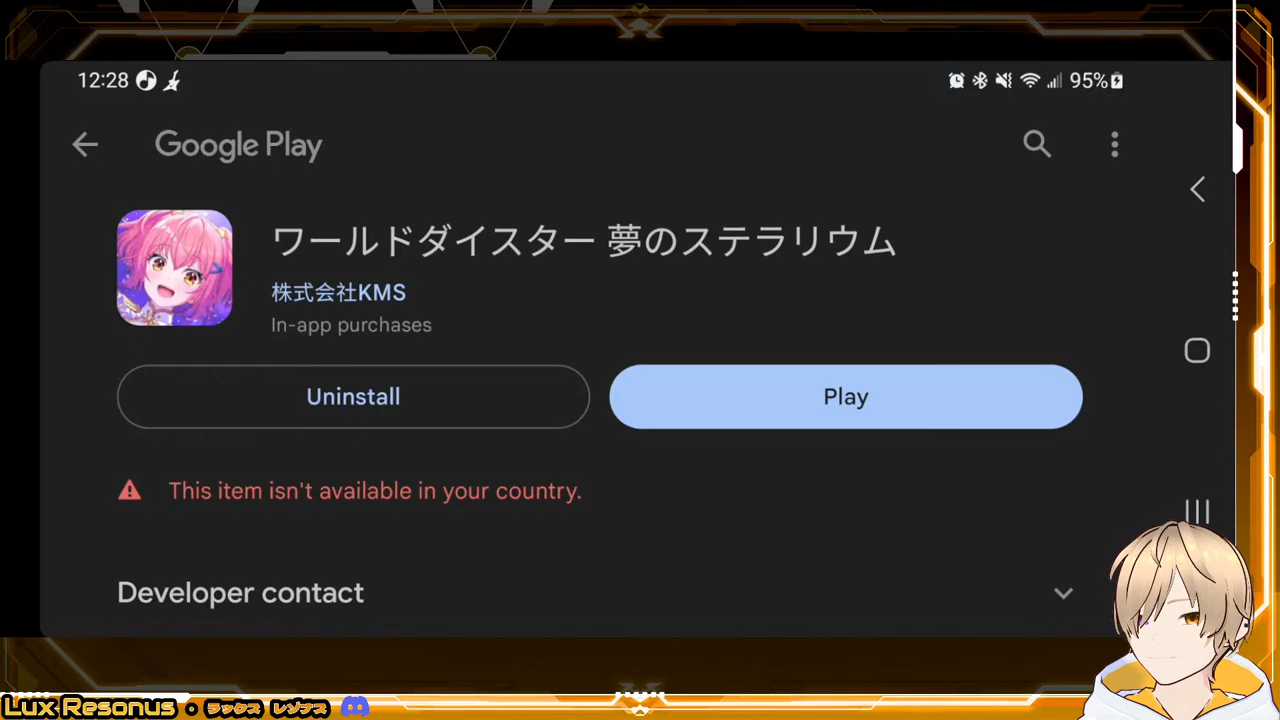 12:28
95%
Google Play
ワールドダイスター 夢のステラリウム
株式会社KMS
In-app purchases
Uninstall
Play
This item isn't available in your country.
Developer contact
Lux Resonus • ラックス レゾナス